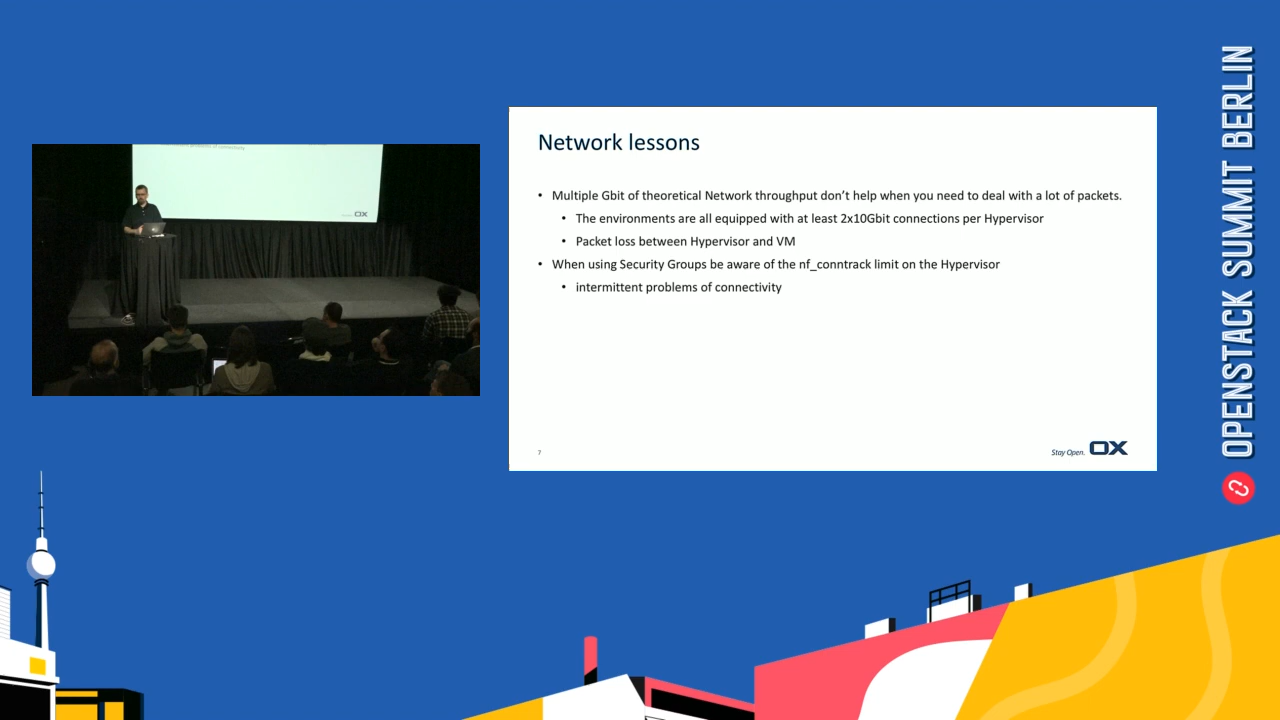 Network lessons
• Multiple Gbit of theoretical Network throughput don’t help when you need to deal with a lot of packets.
• The environments are all equipped with at least 2x10Gbit connections per Hypervisor
• Packet loss between Hypervisor and VM
• When using Security Groups be aware of the nf_conntrack limit on the Hypervisor
• intermittent problems of connectivity
7
Stay Open. OX
OX
OPENSTACK SUMMIT BERLIN